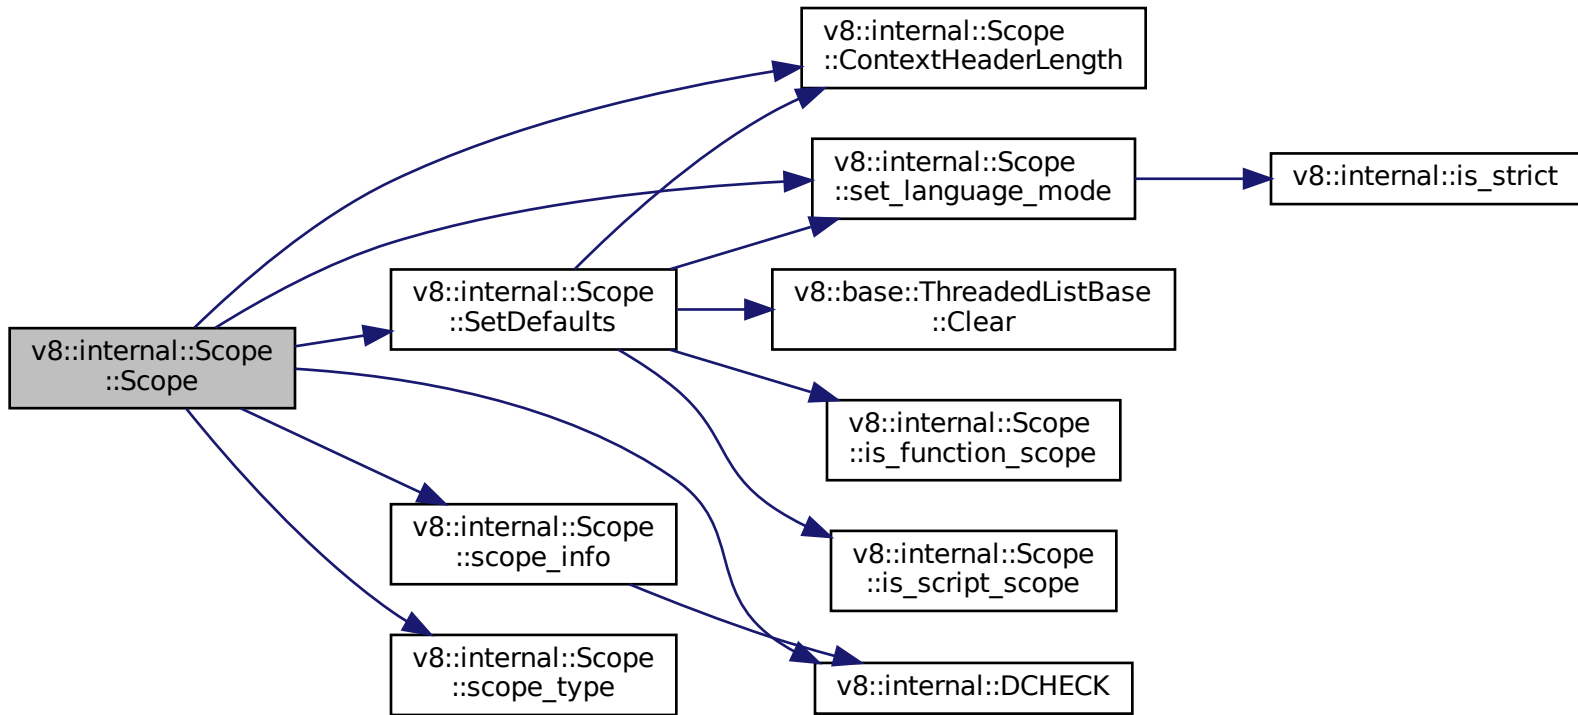 v8::internal::Scope
::ContextHeaderLength
v8::internal::Scope
::set_language_mode
v8::internal::is_strict
v8::internal::Scope
::SetDefaults
v8::base::ThreadedListBase
::Clear
v8::internal::Scope
::Scope
v8::internal::Scope
::is_function_scope
v8::internal::Scope
::scope_info
v8::internal::Scope
::is_script_scope
v8::internal::Scope
::scope_type
v8::internal::DCHECK